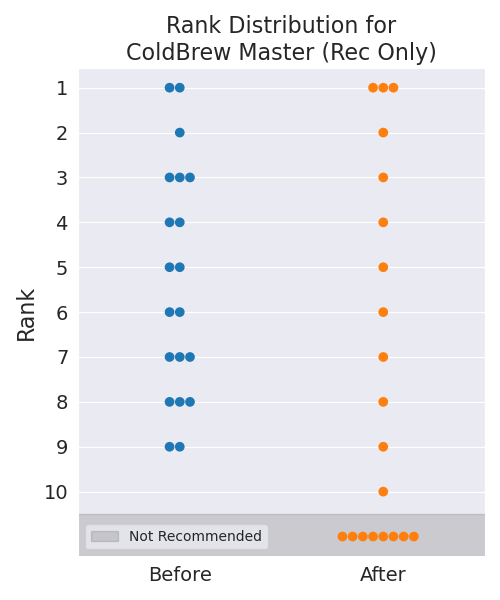 Rank Distribution for
ColdBrew Master (Rec Only)
Rank
1
2
3
4
5
6
7
8
9
10
Not Recommended
Before After